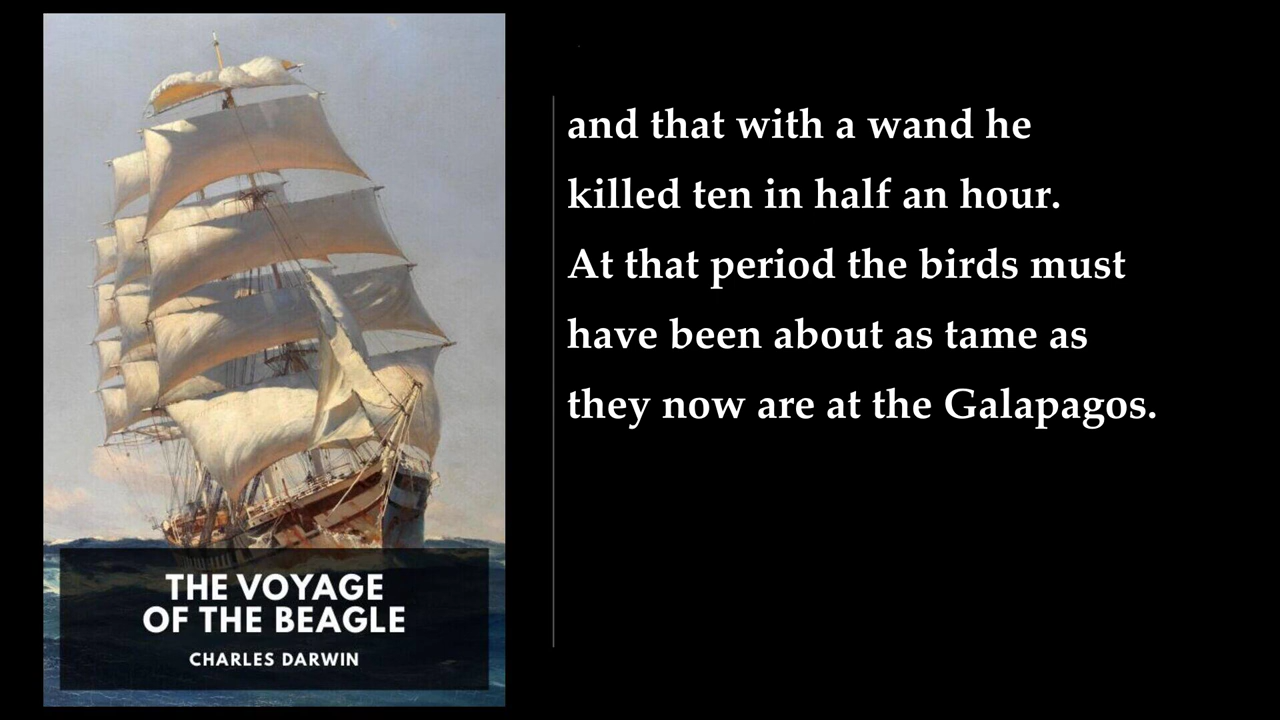 THE VOYAGE
OF THE BEAGLE
CHARLES DARWIN
and that with a wand he
killed ten in half an hour.
At that period the birds must
have been about as tame as
they now are at the Galapagos.